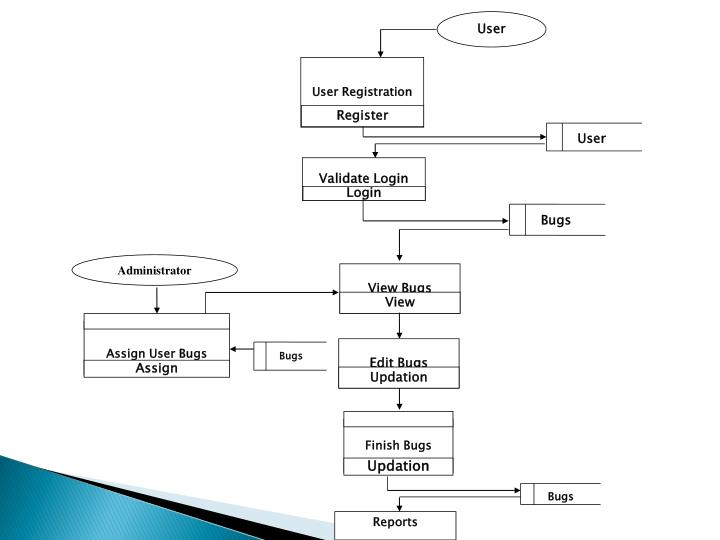 User
User Registration
Register
User
Validate Login
Login
Bugs
Administrator
View Bugs
View
Assign User Bugs
Assign
Bugs
Edit Bugs
Updation
Finish Bugs
Updation
Bugs
Reports